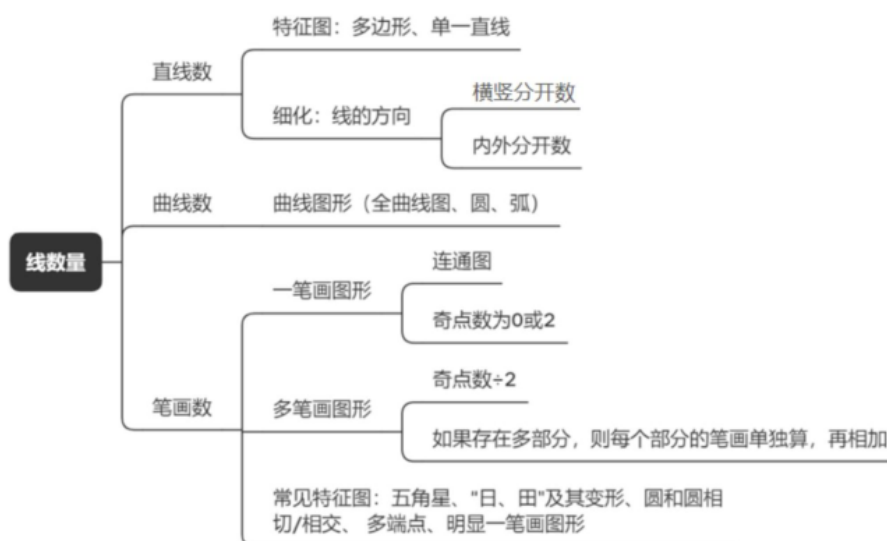 特征图：多边形、单一直线
直线数
横竖分开数
细化：线的方向
内外分开数
曲线数
曲线图形（全曲线图、圆、弧）
线数量
连通图
一笔画图形
奇点数为0或2
奇点数÷2
笔画数
多笔画图形
如果存在多部分，则每个部分的笔画单独算，再相加
常见特征图：五角星、"日、田"及其变形、圆和圆相
切/相交、 多端点、明显一笔画图形